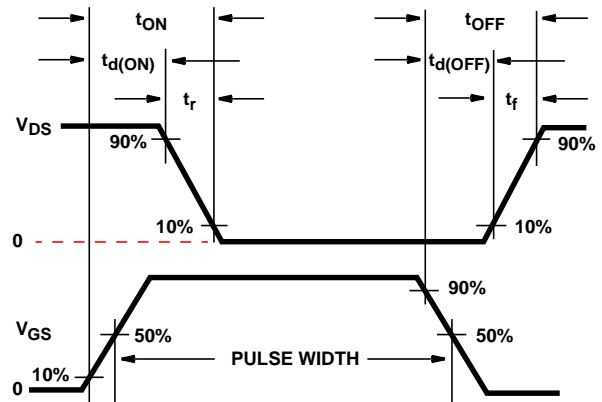 tON tOFF
td(ON) td(OFF)
tr tf
VDS
90% 90%
10% 10%
0
90%
VGS 50% 50%
10% PULSE WIDTH
0